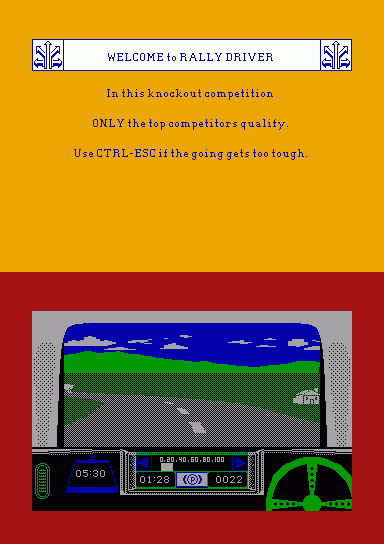 WELCOME to RALLY DRIVER
In this knockout competition
ONLY the top competitors qualify.
Use CTRL-ESC if the going gets too tough.
0.20.40.60.80.100
05:30
01:28 (P) 0022